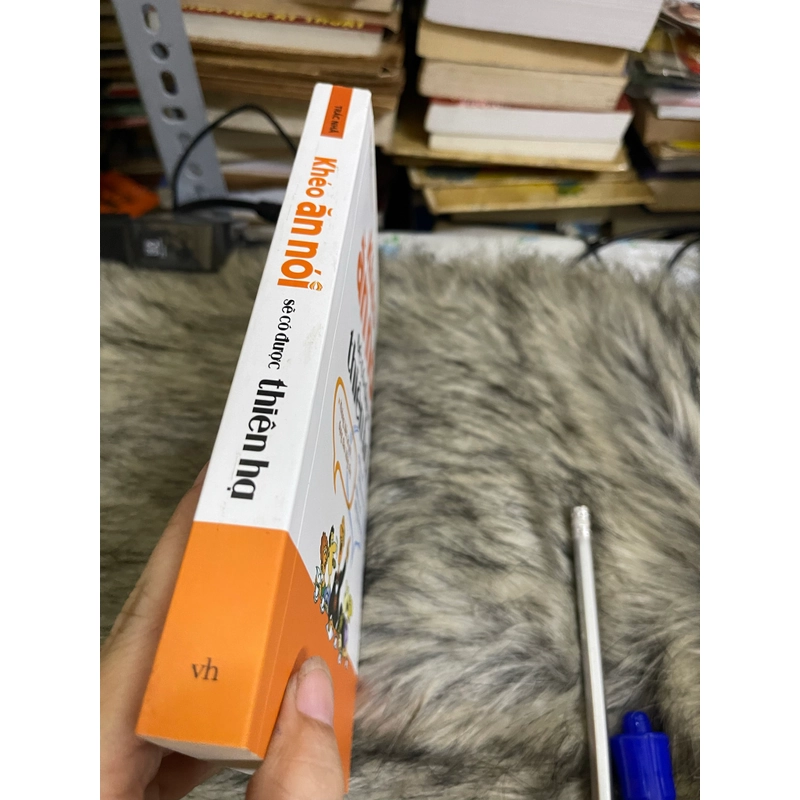 TRÁC NHÃ
Khéo ăn nói
sẽ có được
thiên hạ
vh